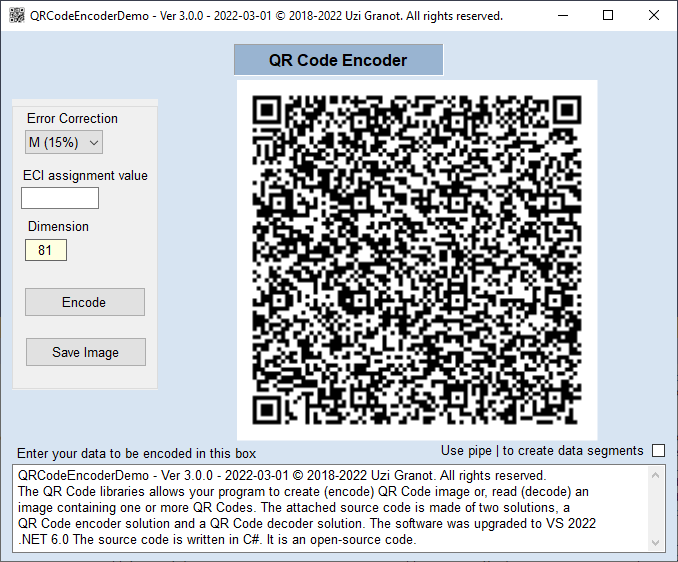 QRCodeEncoderDemo - Ver 3.0.0 - 2022-03-01 © 2018-2022 Uzi Granot. All rights reserved.
QR Code Encoder
Error Correction
M (15%)
ECI assignment value
Dimension
81
Encode
Save Image
Enter your data to be encoded in this box
Use pipe | to create data segments
QRCodeEncoderDemo - Ver 3.0.0 - 2022-03-01 © 2018-2022 Uzi Granot. All rights reserved.
The QR Code libraries allows your program to create (encode) QR Code image or, read (decode) an
image containing one or more QR Codes. The attached source code is made of two solutions, a
QR Code encoder solution and a QR Code decoder solution. The software was upgraded to VS 2022
.NET 6.0 The source code is written in C#. It is an open-source code.